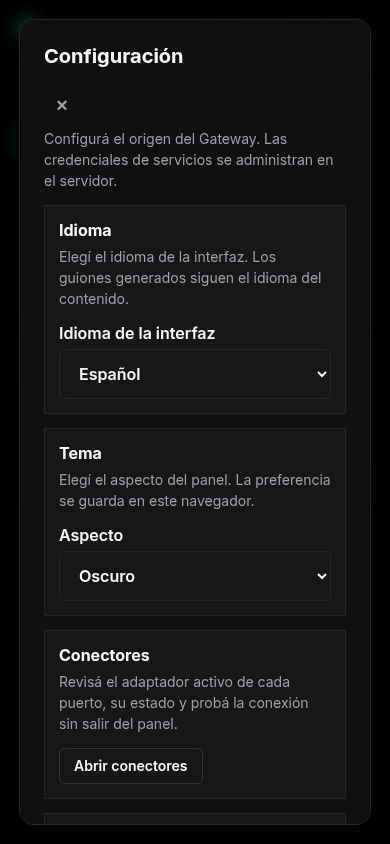 Configuración
×
Configurá el origen del Gateway. Las
credenciales de servicios se administran en
el servidor.
Idioma
Elegí el idioma de la interfaz. Los
guiones generados siguen el idioma del
contenido.
Idioma de la interfaz
Español
Tema
Elegí el aspecto del panel. La preferencia
se guarda en este navegador.
Aspecto
Oscuro
Conectores
Revisá el adaptador activo de cada
puerto, su estado y probá la conexión
sin salir del panel.
Abrir conectores